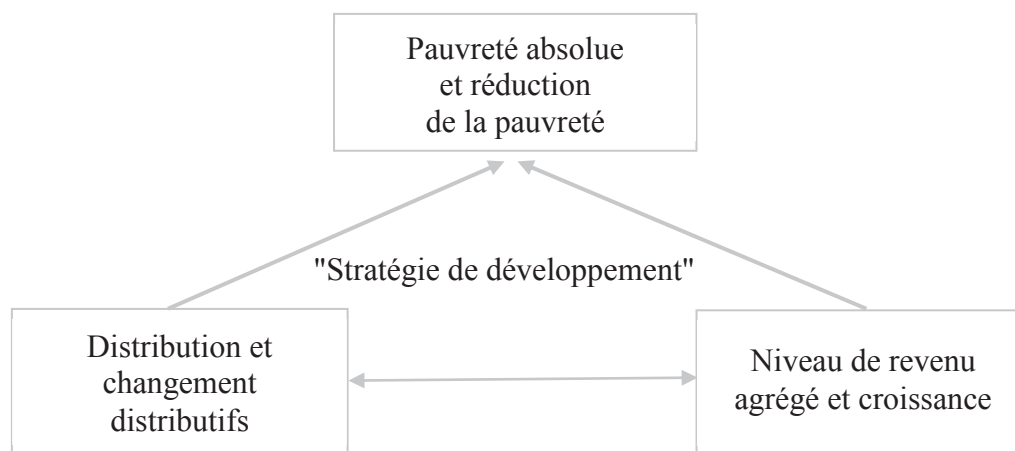 Pauvreté absolue
et réduction
de la pauvreté
"Stratégie de développement"
Distribution et
changement
distributifs
Niveau de revenu
agrégé et croissance